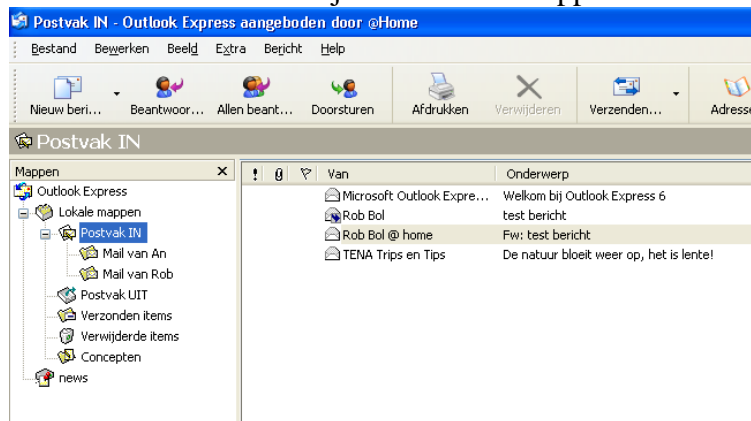 Postvak IN - Outlook Express aangeboden door @Home
Bestand Bewerken Beeld Extra Bericht Help
Nieuw beri... Beantwoor... Allen beant... Doorsturen Afdrukken Verwijderen Verzenden... Adresse
Postvak IN
Mappen
! Van Onderwerp
Outlook Express
Lokale mappen
Postvak IN
Mail van An
Mail van Rob
Postvak UIT
Verzonden items
Verwijderde items
Concepten
news
Microsoft Outlook Expre... Welkom bij Outlook Express 6
Rob Bol test bericht
Rob Bol @ home Fw: test bericht
TENA Trips en Tips De natuur bloeit weer op, het is lente!